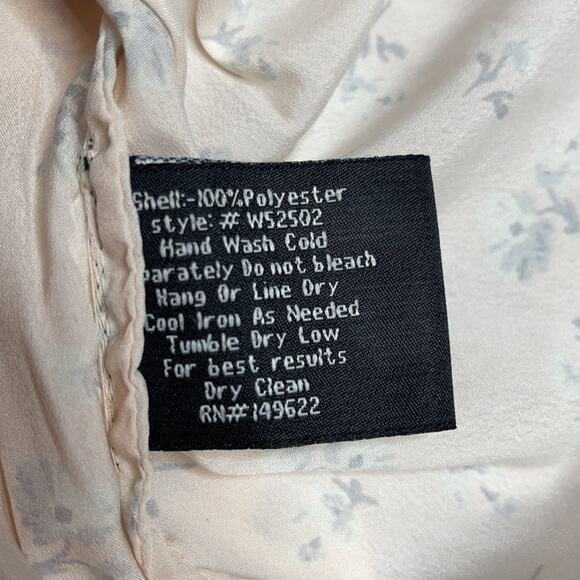 Shell:-100%Polyester
style: # W52502
Hand Wash Cold
parately Do not bleach
Hang Or Line Dry
Cool Iron As Needed
Tumble Dry Low
For best results
Dry Clean
RN#149622